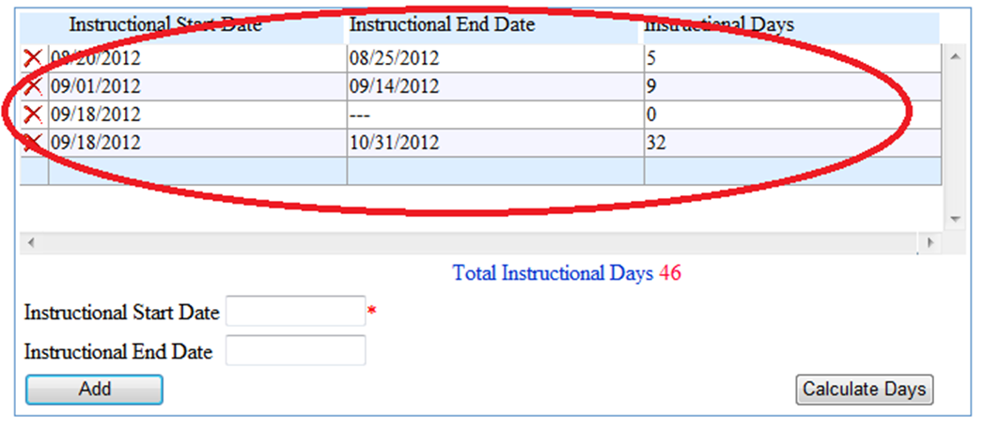 Instructional Start Date Instructional End Date Instructional Days
08/20/2012 08/25/2012 5
09/01/2012 09/14/2012 9
09/18/2012 --- 0
09/18/2012 10/31/2012 32
Total Instructional Days 46
Instructional Start Date *
Instructional End Date
Add Calculate Days